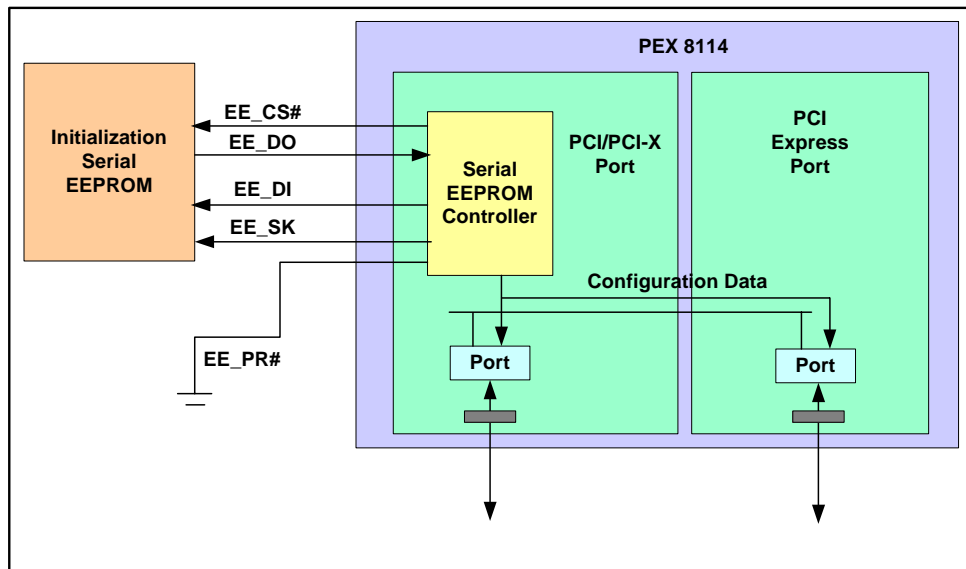 PEX 8114
Initialization
Serial
EEPROM
EE_CS#
EE_DO
EE_DI
EE_SK
EE_PR#
Serial
EEPROM
Controller
PCI/PCI-X
Port
PCI
Express
Port
Configuration Data
Port
Port